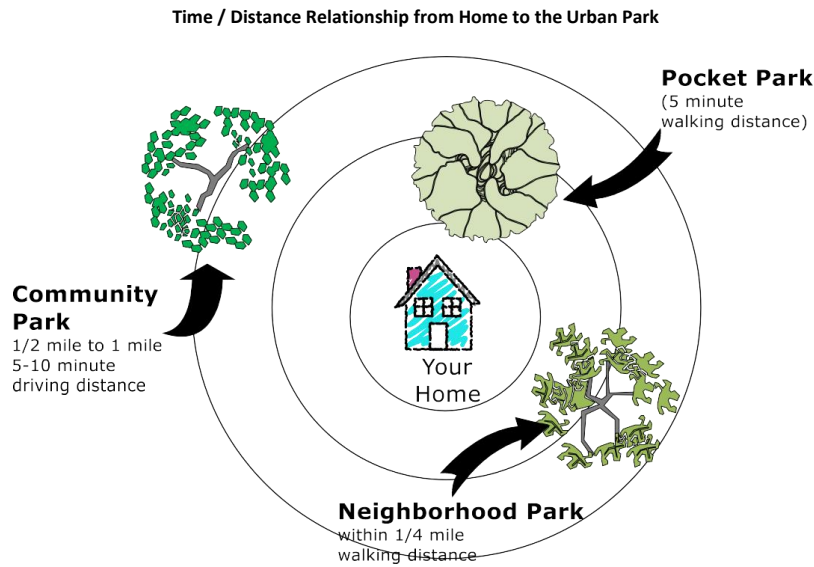 Time / Distance Relationship from Home to the Urban Park
Pocket Park
(5 minute
walking distance)
Community
Park
1/2 mile to 1 mile
5-10 minute
driving distance
Your
Home
Neighborhood Park
within 1/4 mile
walking distance